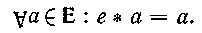 ∀a ∈ 𝐄 : e ∗ a = a.